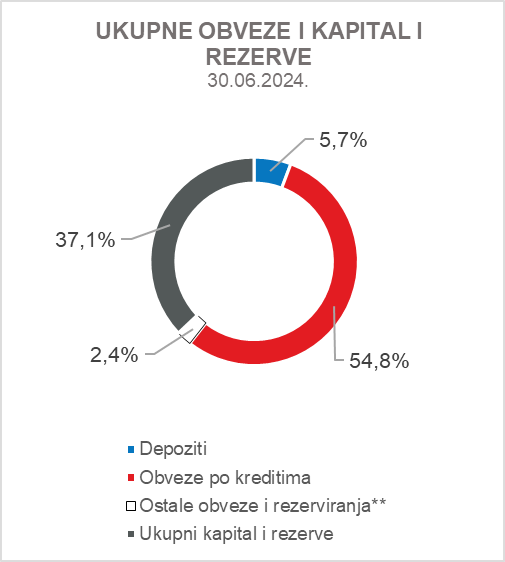 UKUPNE OBVEZE I KAPITAL I
REZERVE
30.06.2024.
5,7%
37,1%
2,4%
54,8%
Depoziti
Obveze po kreditima
Ostale obveze i rezerviranja**
Ukupni kapital i rezerve